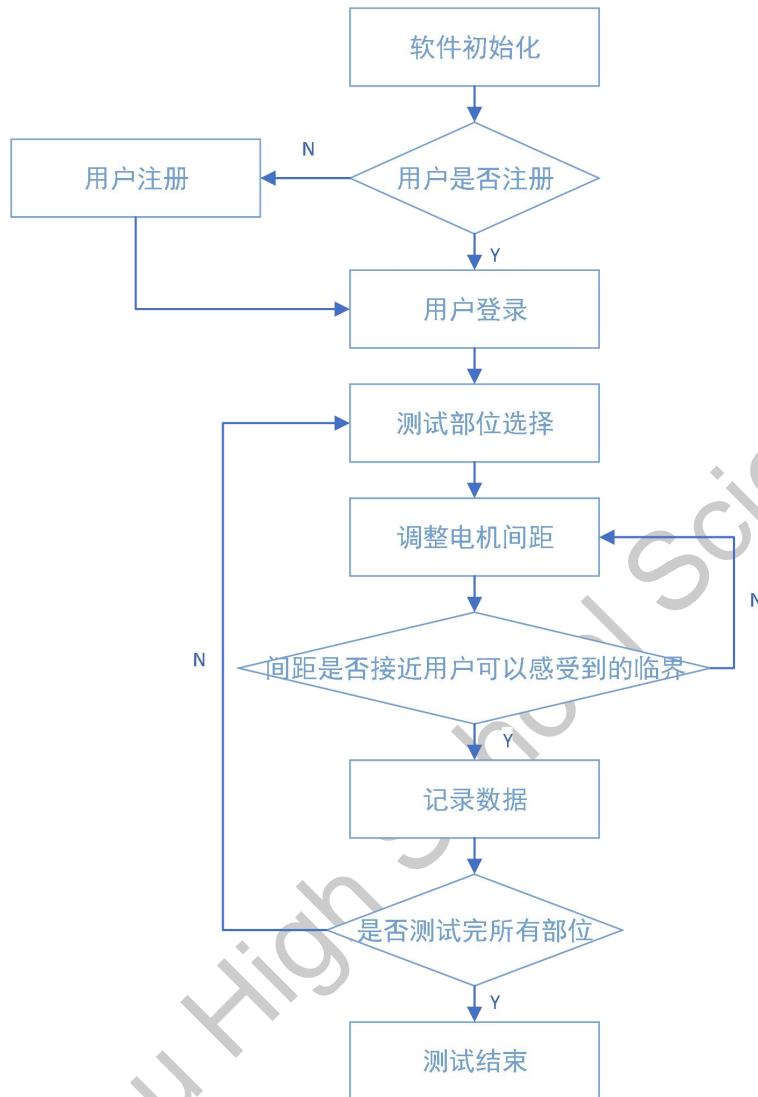 软件初始化
N
用户注册
用户是否注册
Y
用户登录
测试部位选择
调整电机间距
N
N
间距是否接近用户可以感受到的临界
Y
记录数据
是否测试完所有部位
Y
测试结束
High School